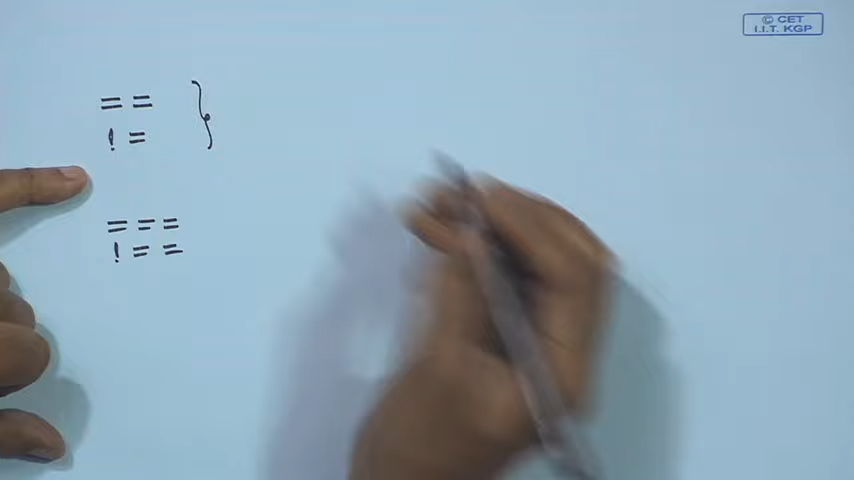 © CET
I.I.T. KGP
==
!=
===
!==